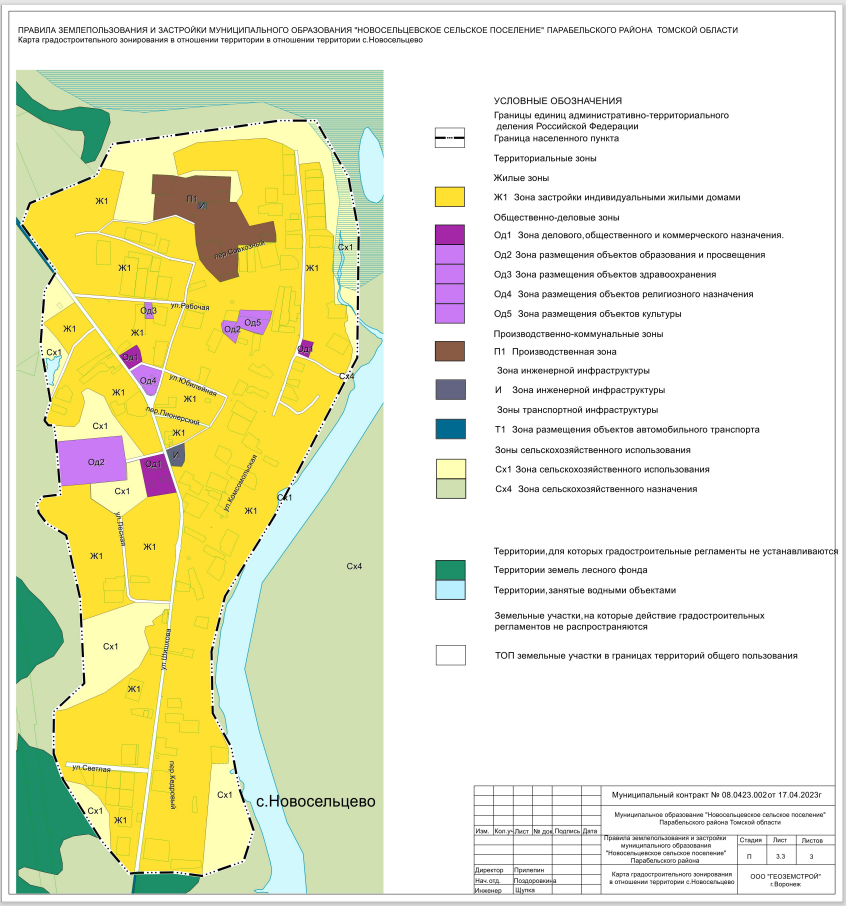 ПРАВИЛА ЗЕМЛЕПОЛЬЗОВАНИЯ И ЗАСТРОЙКИ МУНИЦИПАЛЬНОГО ОБРАЗОВАНИЯ "НОВОСЕЛЬЦЕВСКОЕ СЕЛЬСКОЕ ПОСЕЛЕНИЕ" ПАРАБЕЛЬСКОГО РАЙОНА ТОМСКОЙ ОБЛАСТИ
Карта градостроительного зонирования в отношении территории в отношении территории с.Новосельцево
Ж1
П1
И
пер.Совхозный
Сх1
Ж1
Ж1
ул.Рабочая
Од3
Од5
Од2
Ж1
Ж1
Сх1
Од1
Од1
Од4
ул.Юбилейная
Сх4
Ж1
Ж1
пер.Пионерский
Сх1
Ж1
Од2
Од1
И
ул.Комсомольская
Сх1
Сх1
Ж1
ул.Лесная
Ж1
Ж1
Сх4
Сх1
ул.Шишкова
Ж1
ул.Светная
пер.Кедровый
Сх1
Сх1
Ж1
с.Новосельцево
УСЛОВНЫЕ ОБОЗНАЧЕНИЯ
Границы единиц административно-территориального
деления Российской Федерации
Граница населенного пункта
Территориальные зоны
Жилые зоны
Ж1 Зона застройки индивидуальными жилыми домами
Общественно-деловые зоны
Од1 Зона делового,общественного и коммерческого назначения.
Од2 Зона размещения объектов образования и просвещения
Од3 Зона размещения объектов здравоохранения
Од4 Зона размещения объектов религиозного назначения
Од5 Зона размещения объектов культуры
Производственно-коммунальные зоны
П1 Производственная зона
Зона инженерной инфраструктуры
И Зона инженерной инфраструктуры
Зоны транспортной инфраструктуры
Т1 Зона размещения объектов автомобильного транспорта
Зоны сельскохозяйственного использования
Сх1 Зона сельскохозяйственного использования
Сх4 Зона сельскохозяйственного назначения
Территории,для которых градостроительные регламенты не устанавливаются
Территории земель лесного фонда
Территории,занятые водными объектами
Земельные участки,на которые действие градостроительных
регламентов не распространяются
ТОП земельные участки в границах территорий общего пользования
Муниципальный контракт № 08.0423.002от 17.04.2023г
Муниципальное образование "Новосельцевское сельское поселение"
Парабельского района Томской области
Изм. Кол.уч Лист № док Подпись Дата
Правила землепользования и застройки
муниципального образования
"Новосельцевское сельское поселение"
Парабельского района
Стадия Лист Листов
П 3.3 3
Директор Прилепин
Нач.отд. Поздоровкина
Инженер Щупка
Карта градостроительного зонирования
в отношении территории с.Новосельцево
ООО "ГЕОЗЕМСТРОЙ"
г.Воронеж